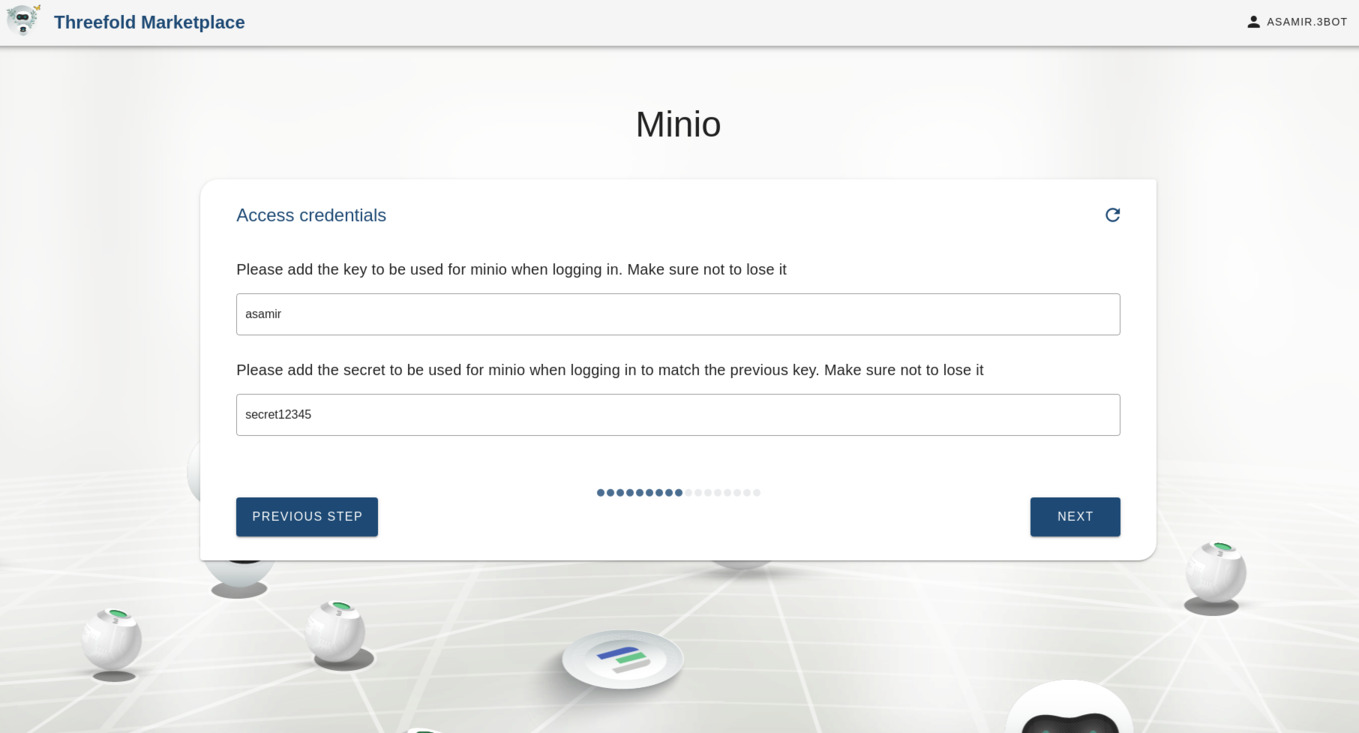 Threefold Marketplace
ASAMIR.3BOT
Minio
Access credentials
Please add the key to be used for minio when logging in. Make sure not to lose it
asamir
Please add the secret to be used for minio when logging in to match the previous key. Make sure not to lose it
secret12345
PREVIOUS STEP
NEXT